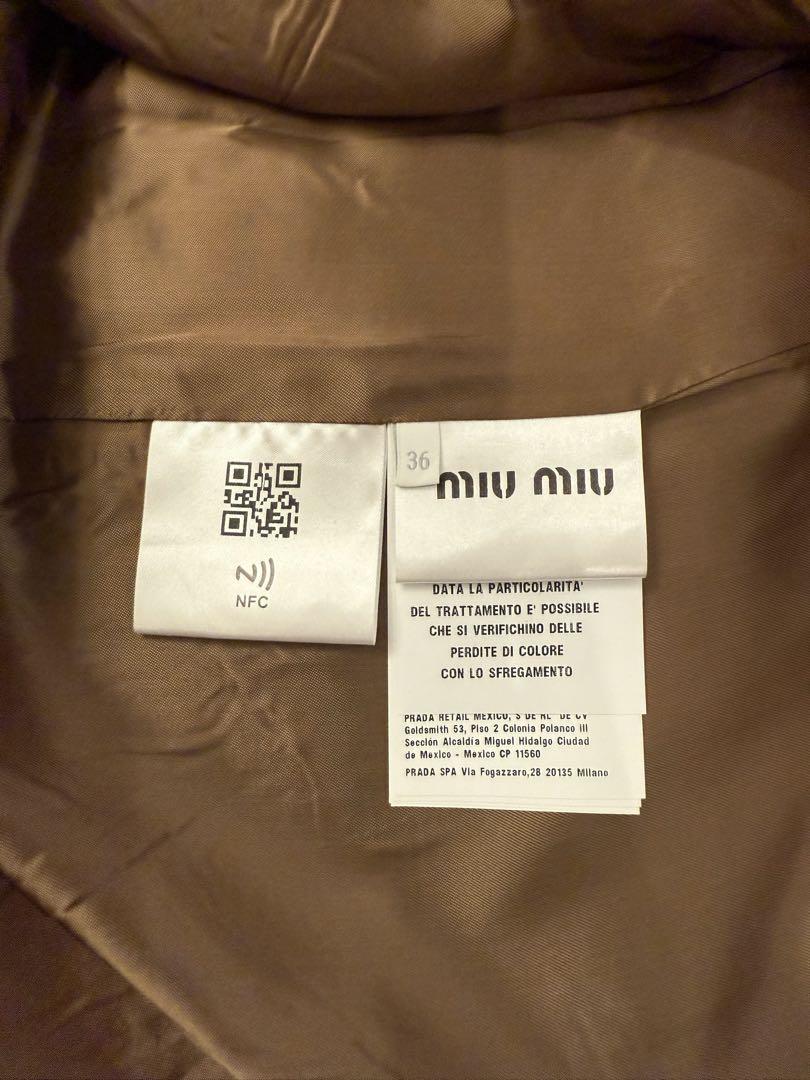 NFC
36
miu miu
DATA LA PARTICOLARITA'
DEL TRATTAMENTO E' POSSIBILE
CHE SI VERIFICHINO DELLE
PERDITE DI COLORE
CON LO SFREGAMENTO
PRADA RETAIL MEXICO, S DE RL DE CV
Goldsmith 53, Piso 2 Colonia Polanco III
Sección Alcaldía Miguel Hidalgo Ciudad
de Mexico - Mexico CP 11560
PRADA SPA Via Fogazzaro,28 20135 Milano